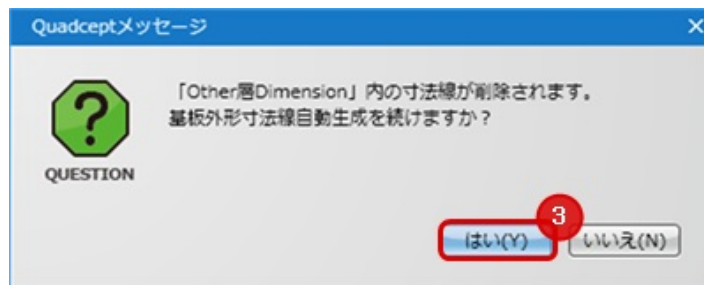 Quadceptメッセージ
「Other層Dimension」内の寸法線が削除されます。
基板外形寸法線自動生成を続けますか？
QUESTION
3
はい(Y)
いいえ(N)